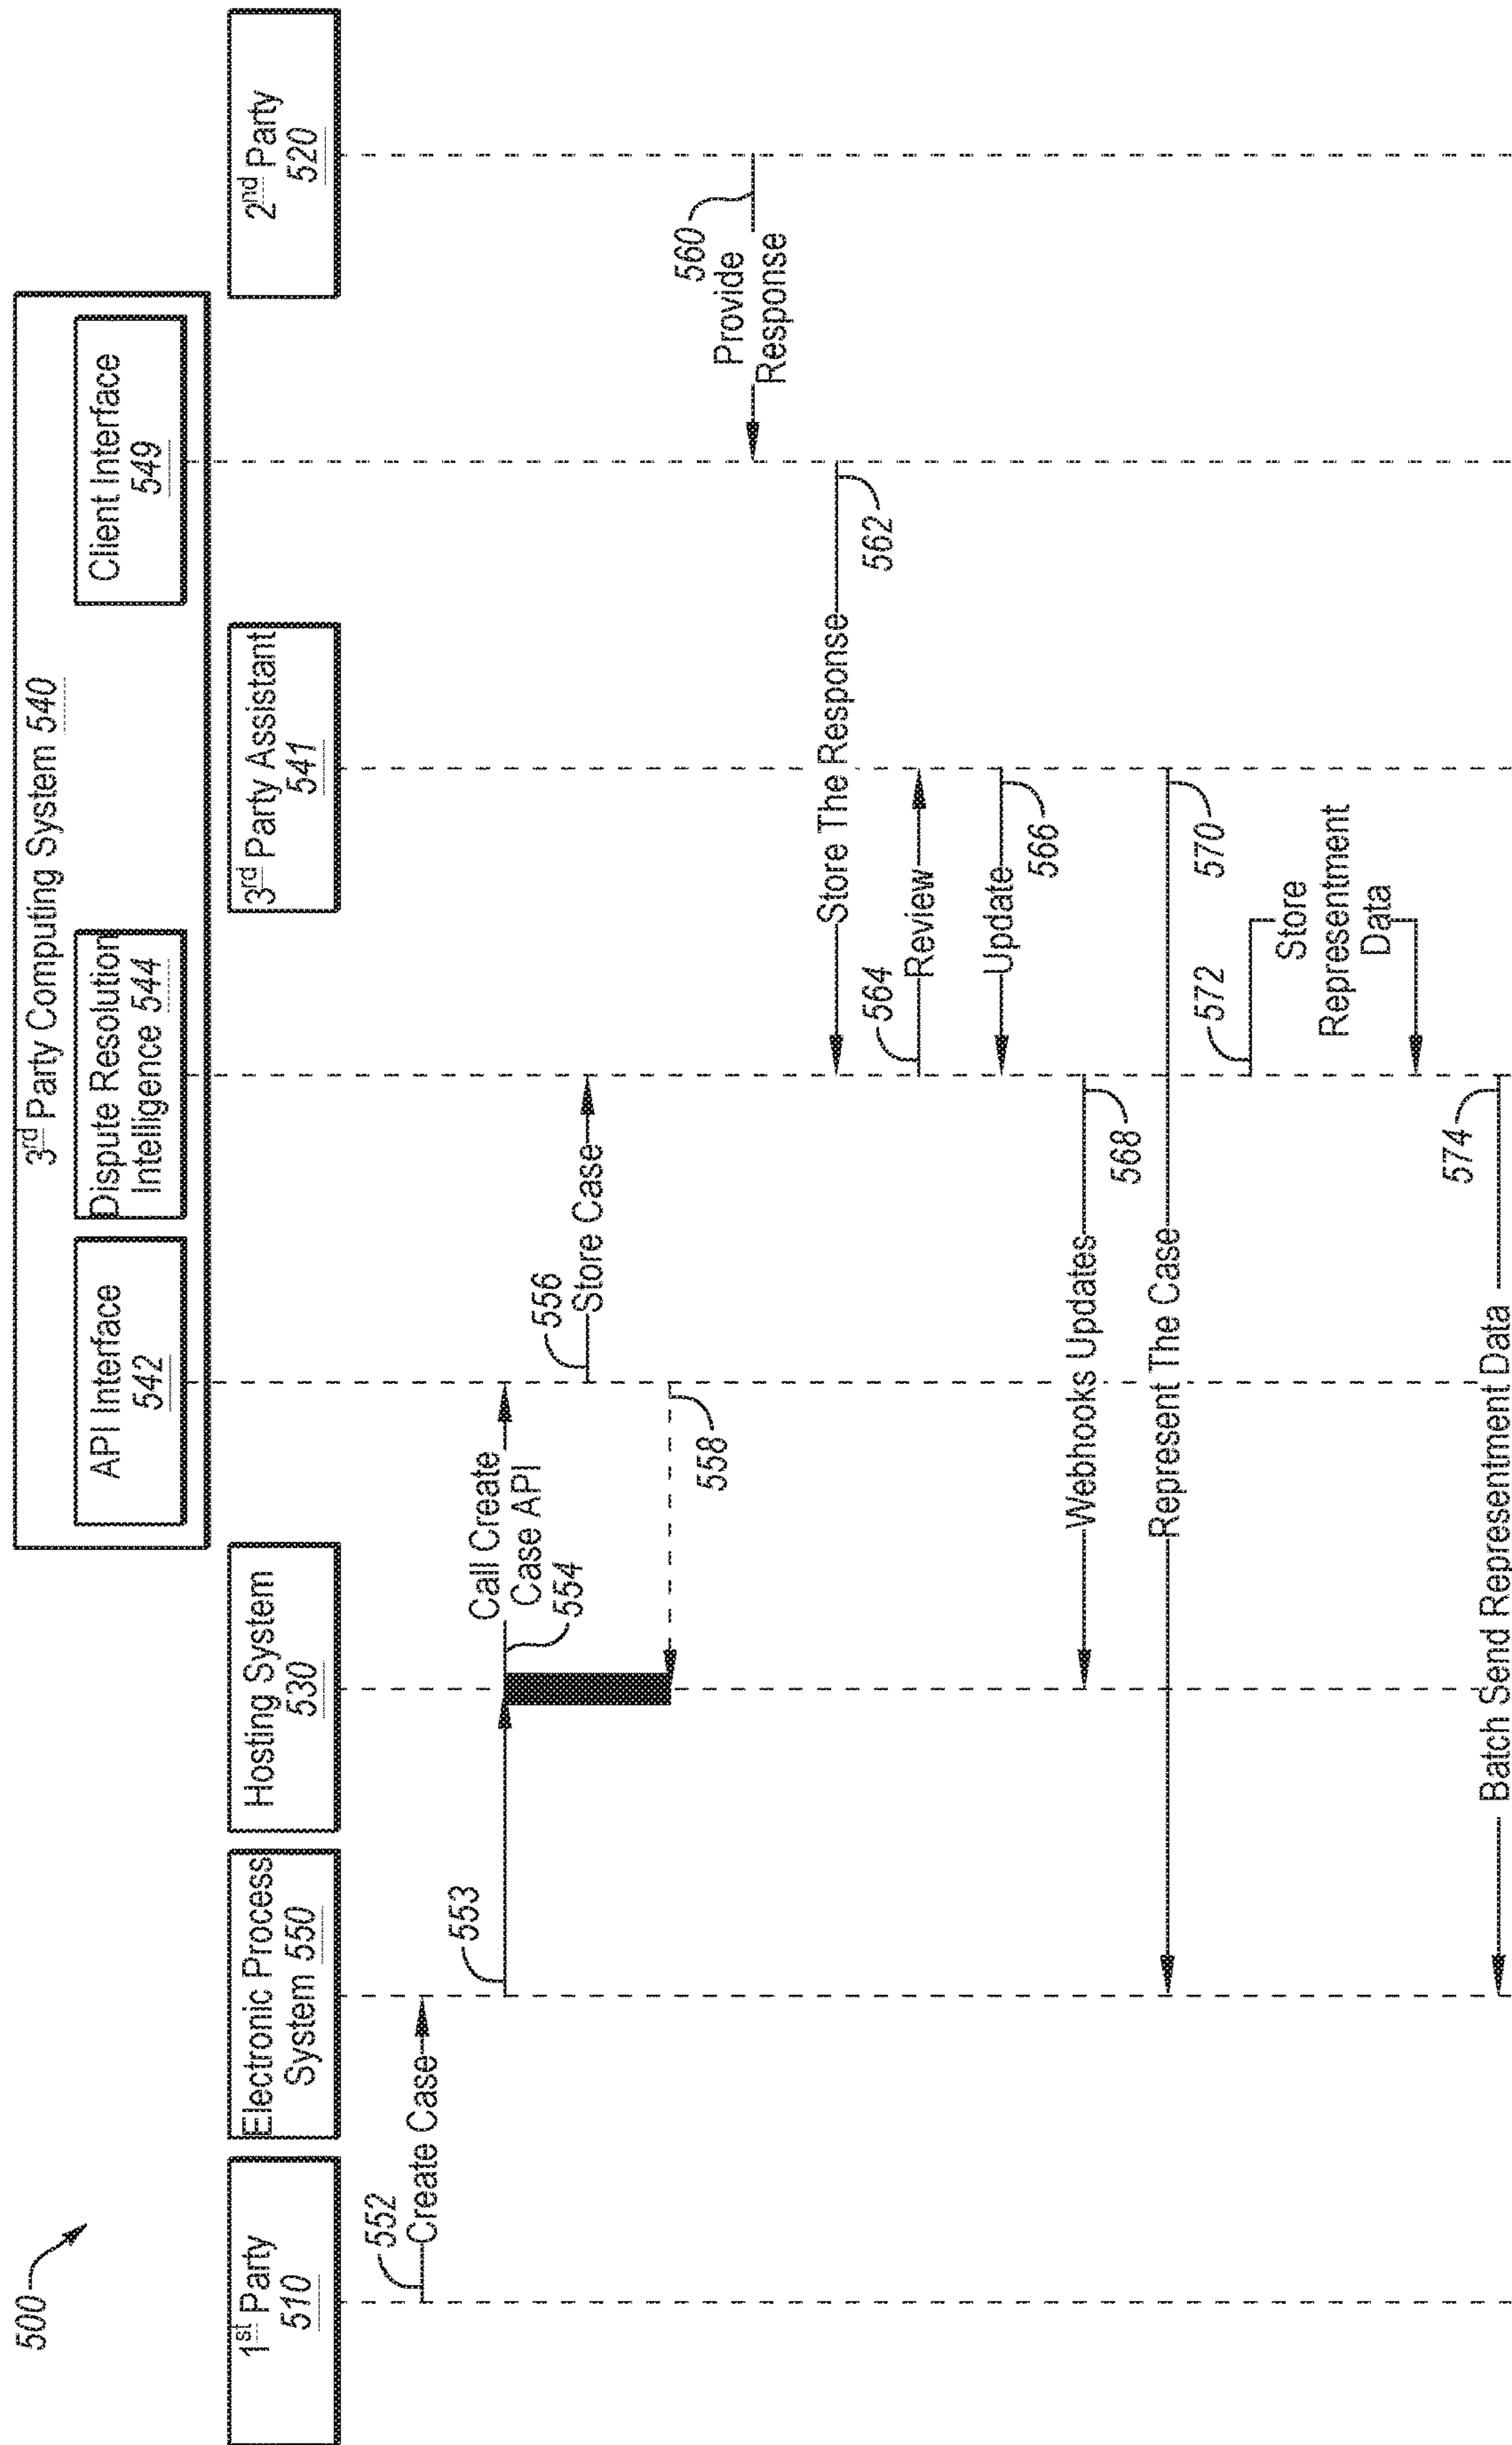 500
3rd Party Computing System 540
1st Party
510
Electronic Process
System 550
Hosting System
530
API Interface
542
Dispute Resolution
Intelligence 544
3rd Party Assistant
541
Client Interface
549
2nd Party
520
552
Create Case
553
Call Create
Case API
554
556
Store Case
558
560
Provide
Response
Store The Response
562
564
Review
Update
566
Webhooks Updates
568
Represent The Case
570
572
Store
Representment
Data
574
Batch Send Representment Data